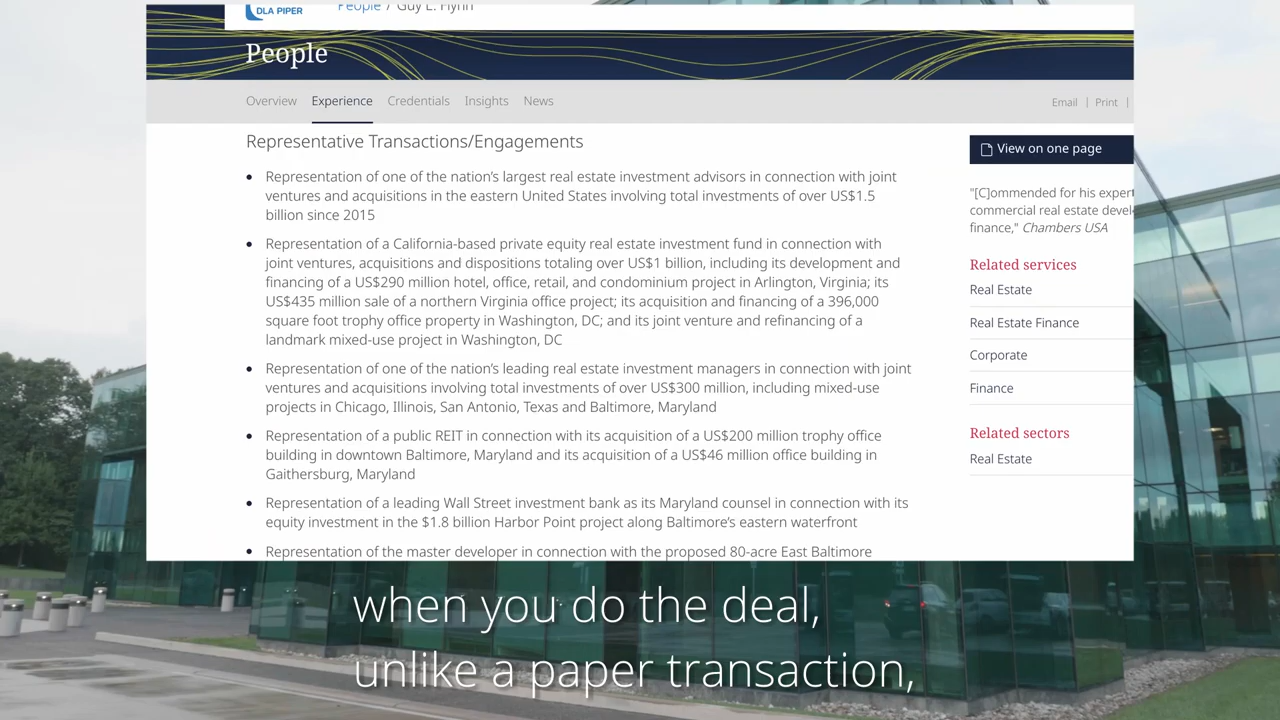 DLA PIPER
People / Guy E. Flynn
People
Overview Experience Credentials Insights News
Email | Print |
Representative Transactions/Engagements
• Representation of one of the nation’s largest real estate investment advisors in connection with joint
ventures and acquisitions in the eastern United States involving total investments of over US$1.5
billion since 2015
• Representation of a California-based private equity real estate investment fund in connection with
joint ventures, acquisitions and dispositions totaling over US$1 billion, including its development and
financing of a US$290 million hotel, office, retail, and condominium project in Arlington, Virginia; its
US$435 million sale of a northern Virginia office project; its acquisition and financing of a 396,000
square foot trophy office property in Washington, DC; and its joint venture and refinancing of a
landmark mixed-use project in Washington, DC
• Representation of one of the nation’s leading real estate investment managers in connection with joint
ventures and acquisitions involving total investments of over US$300 million, including mixed-use
projects in Chicago, Illinois, San Antonio, Texas and Baltimore, Maryland
• Representation of a public REIT in connection with its acquisition of a US$200 million trophy office
building in downtown Baltimore, Maryland and its acquisition of a US$46 million office building in
Gaithersburg, Maryland
• Representation of a leading Wall Street investment bank as its Maryland counsel in connection with its
equity investment in the $1.8 billion Harbor Point project along Baltimore’s eastern waterfront
• Representation of the master developer in connection with the proposed 80-acre East Baltimore
View on one page
"[C]ommended for his expert
commercial real estate devel
finance," Chambers USA
Related services
Real Estate
Real Estate Finance
Corporate
Finance
Related sectors
Real Estate
when you do the deal,
unlike a paper transaction,